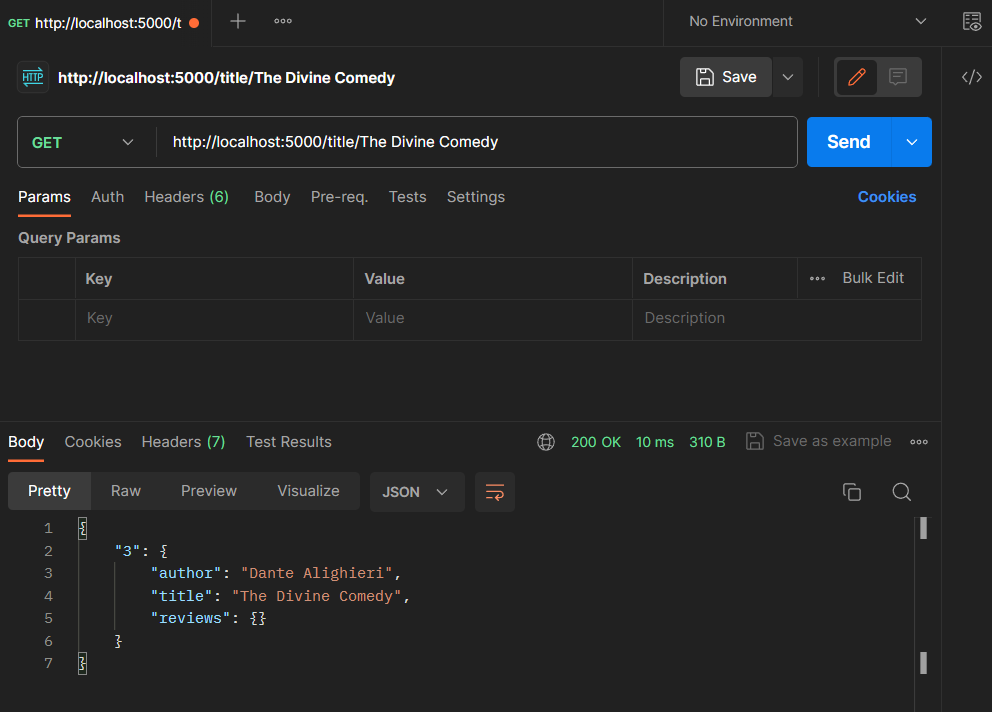 GET http://localhost:5000/t No Environment
HTTP http://localhost:5000/title/The Divine Comedy Save
GET http://localhost:5000/title/The Divine Comedy Send
Params Auth Headers (6) Body Pre-req. Tests Settings Cookies
Query Params
Key Value Description Bulk Edit
Key Value Description
Body Cookies Headers (7) Test Results 200 OK 10 ms 310 B Save as example
Pretty Raw Preview Visualize JSON
1 {
2 "3": {
3 "author": "Dante Alighieri",
4 "title": "The Divine Comedy",
5 "reviews": {}
6 }
7 }